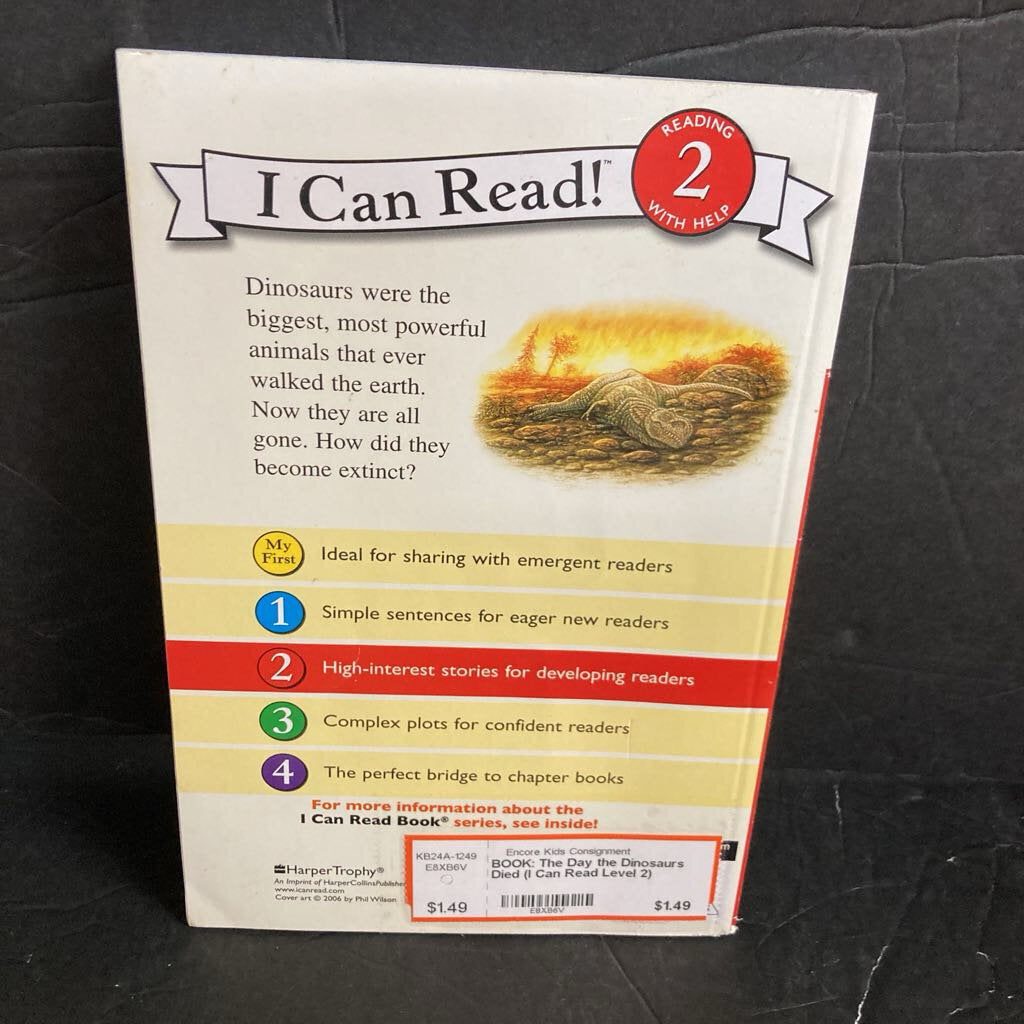 I Can Read!™
READING
2
WITH HELP
Dinosaurs were the
biggest, most powerful
animals that ever
walked the earth.
Now they are all
gone. How did they
become extinct?
My
First
Ideal for sharing with emergent readers
1 Simple sentences for eager new readers
2 High-interest stories for developing readers
3 Complex plots for confident readers
4 The perfect bridge to chapter books
For more information about the
I Can Read Book® series, see inside!
HarperTrophy®
An Imprint of HarperCollinsPublisher
www.icanread.com
Cover art © 2006 by Phil Wilson
KB24A-1249
E8XB6V
$1.49
Encore Kids Consignment
BOOK: The Day the Dinosaurs
Died (I Can Read Level 2)
E8XB6V
$1.49